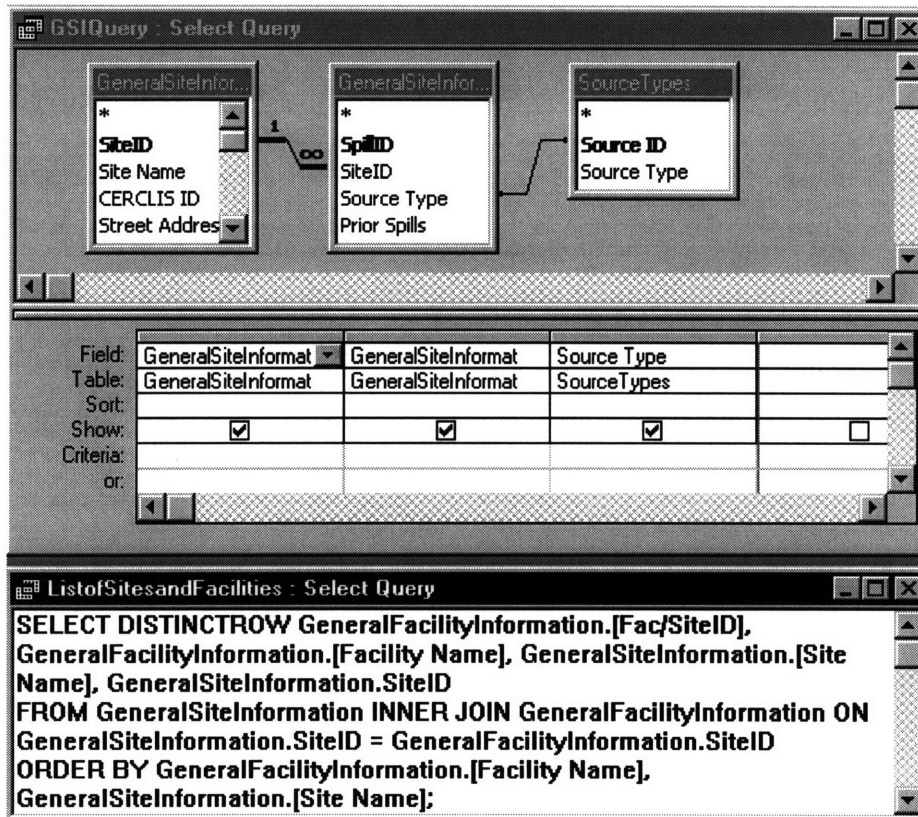 GSIQuery : Select Query
GeneralSiteInfor...
*
SiteID
Site Name
CERCLIS ID
Street Addres
1
∞
GeneralSiteInfor...
*
SpillID
SiteID
Source Type
Prior Spills
SourceTypes
*
Source ID
Source Type
Field: GeneralSiteInformat GeneralSiteInformat Source Type
Table: GeneralSiteInformat GeneralSiteInformat SourceTypes
Sort:
Show:
Criteria:
or:
ListofSitesandFacilities : Select Query
SELECT DISTINCTROW GeneralFacilityInformation.[Fac/SiteID],
GeneralFacilityInformation.[Facility Name], GeneralSiteInformation.[Site
Name], GeneralSiteInformation.SiteID
FROM GeneralSiteInformation INNER JOIN GeneralFacilityInformation ON
GeneralSiteInformation.SiteID = GeneralFacilityInformation.SiteID
ORDER BY GeneralFacilityInformation.[Facility Name],
GeneralSiteInformation.[Site Name];